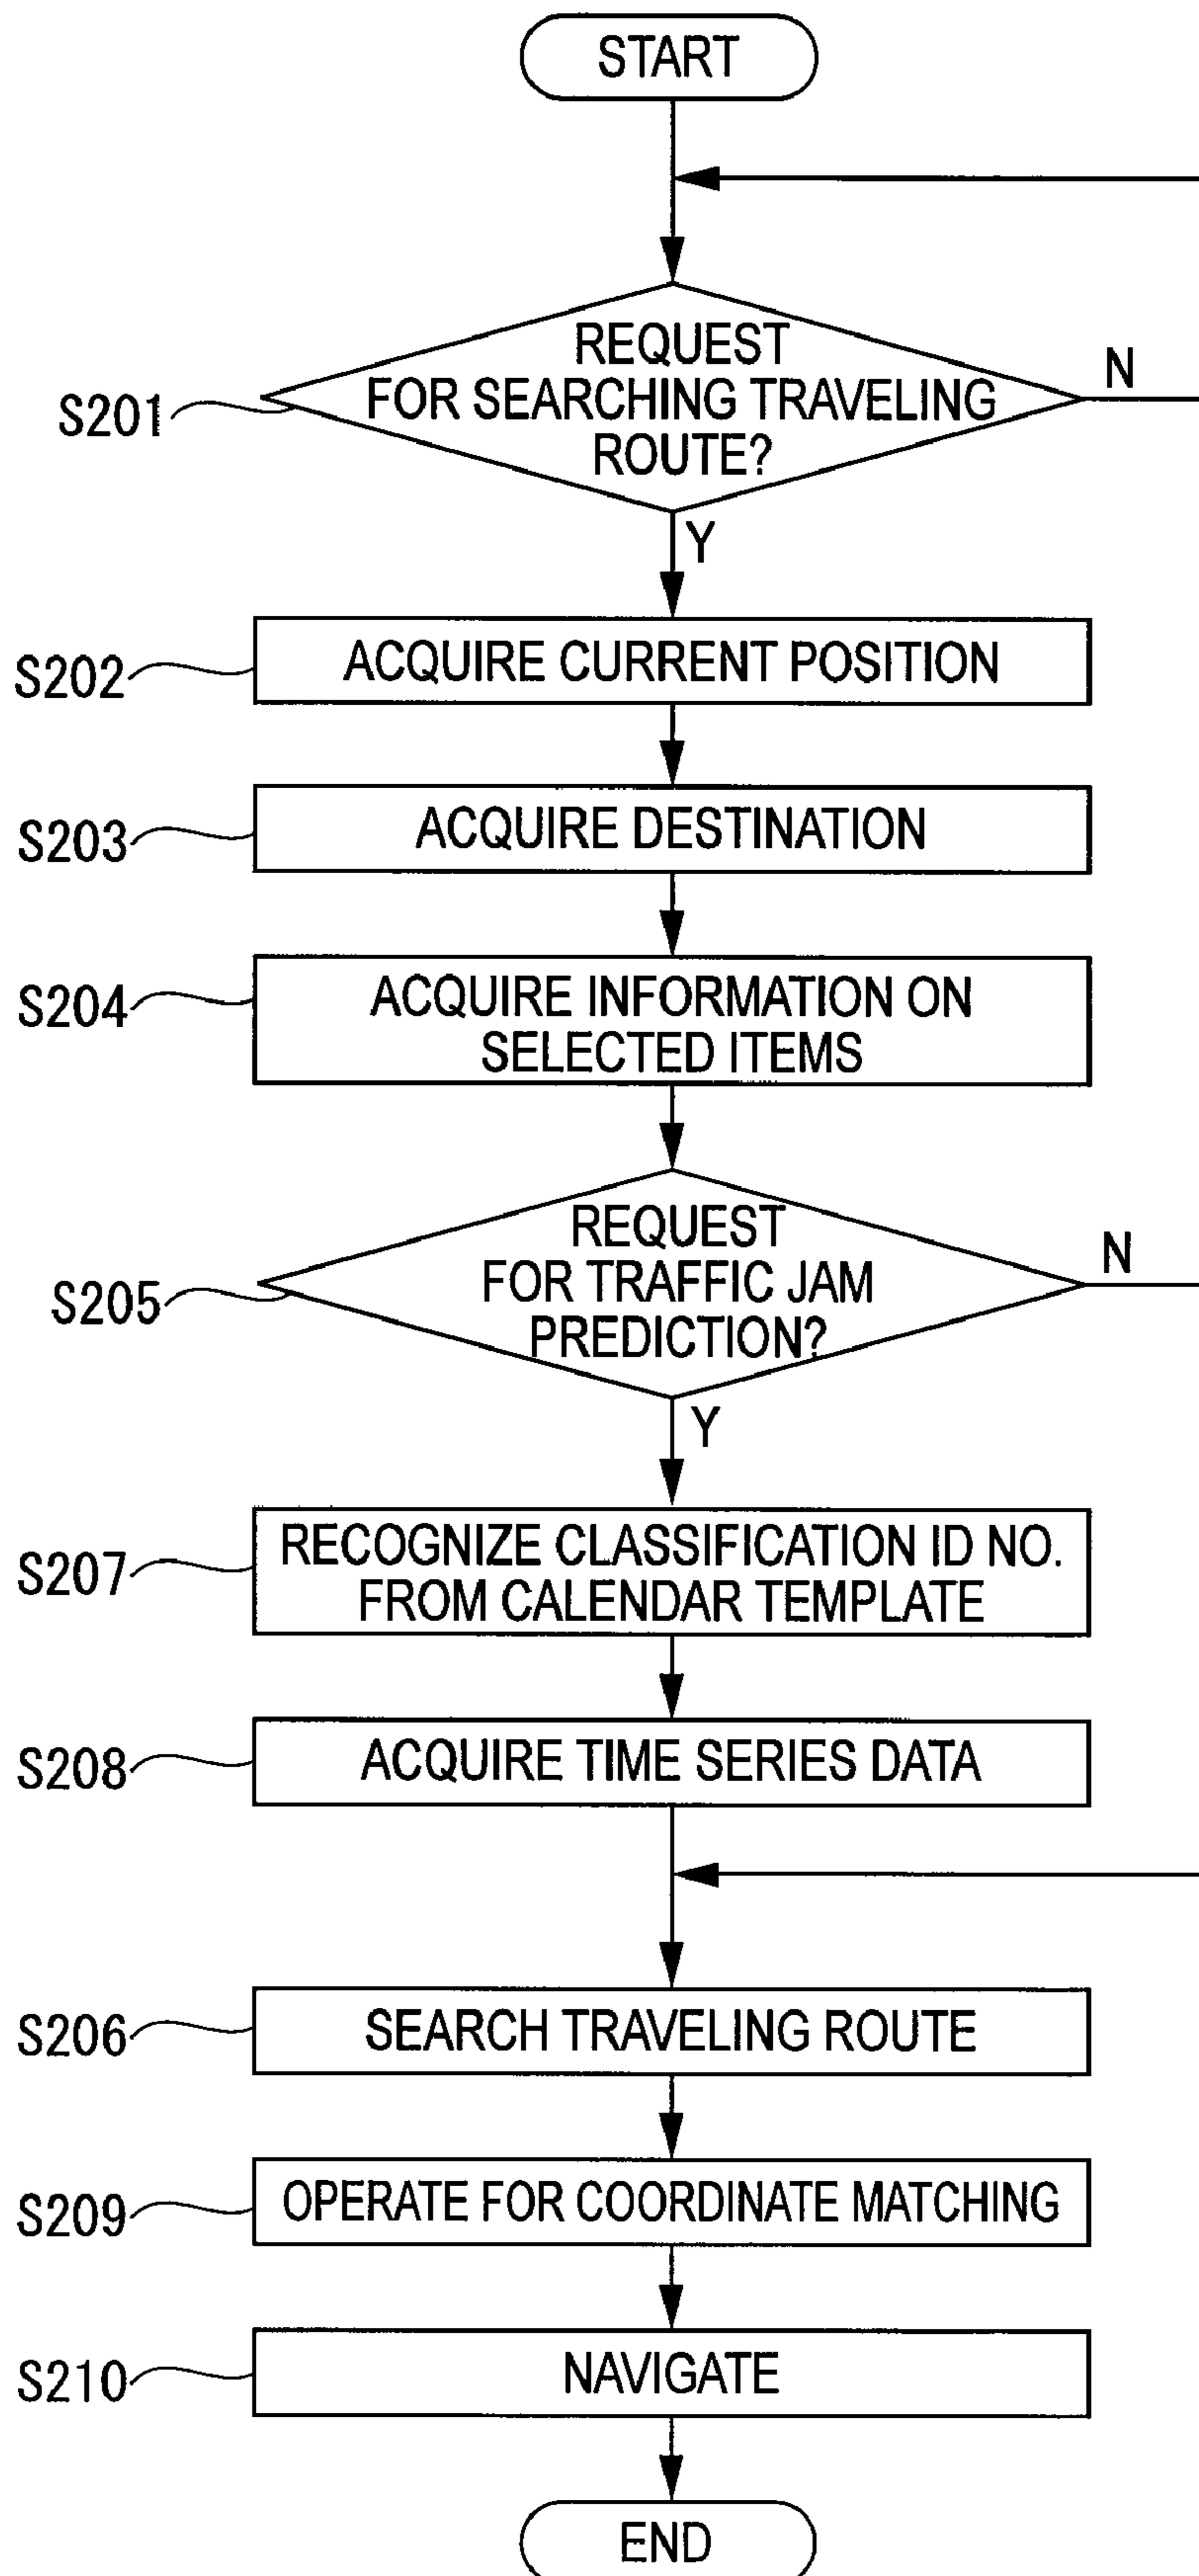 START
REQUEST
FOR SEARCHING TRAVELING
ROUTE?
N
S201
Y
ACQUIRE CURRENT POSITION
S202
ACQUIRE DESTINATION
S203
ACQUIRE INFORMATION ON
SELECTED ITEMS
S204
REQUEST
FOR TRAFFIC JAM
PREDICTION?
N
S205
Y
RECOGNIZE CLASSIFICATION ID NO.
FROM CALENDAR TEMPLATE
S207
ACQUIRE TIME SERIES DATA
S208
SEARCH TRAVELING ROUTE
S206
OPERATE FOR COORDINATE MATCHING
S209
NAVIGATE
S210
END